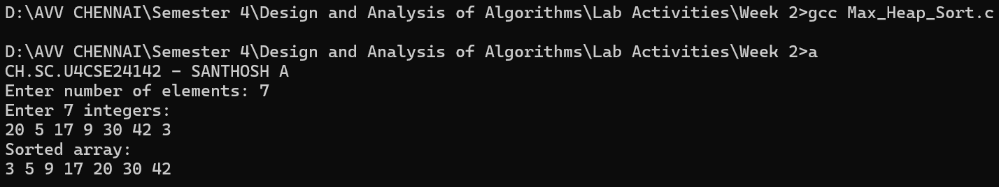 D:\AVV CHENNAI\Semester 4\Design and Analysis of Algorithms\Lab Activities\Week 2>gcc Max_Heap_Sort.c
D:\AVV CHENNAI\Semester 4\Design and Analysis of Algorithms\Lab Activities\Week 2>a
CH.SC.U4CSE24142 - SANTHOSH A
Enter number of elements: 7
Enter 7 integers:
20 5 17 9 30 42 3
Sorted array:
3 5 9 17 20 30 42